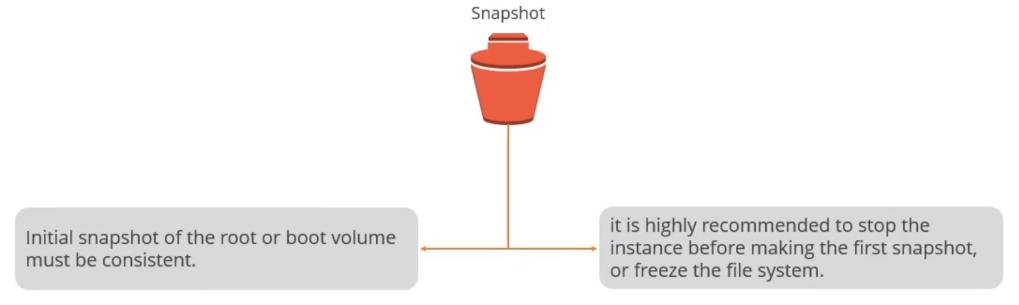 Snapshot
Initial snapshot of the root or boot volume
must be consistent.
it is highly recommended to stop the
instance before making the first snapshot,
or freeze the file system.